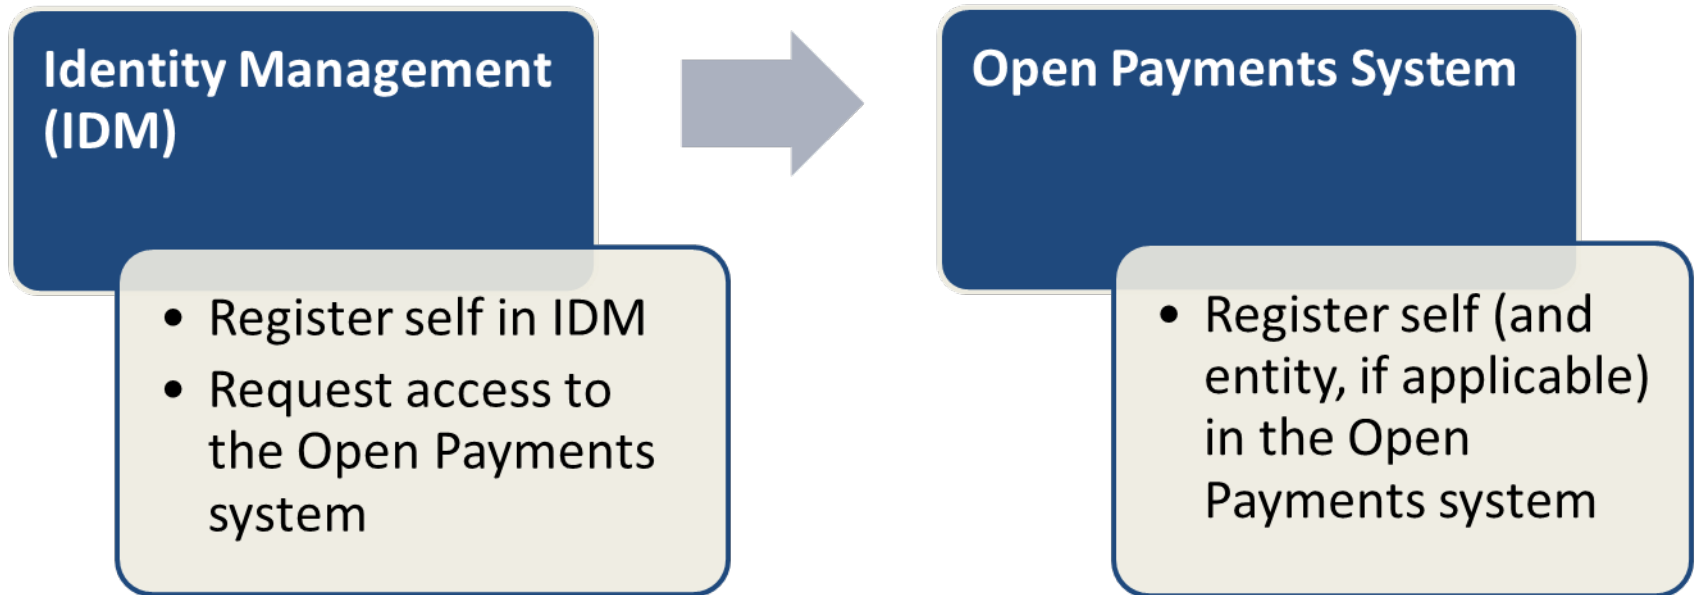 Identity Management
(IDM)
• Register self in IDM
• Request access to
the Open Payments
system
Open Payments System
• Register self (and
entity, if applicable)
in the Open
Payments system